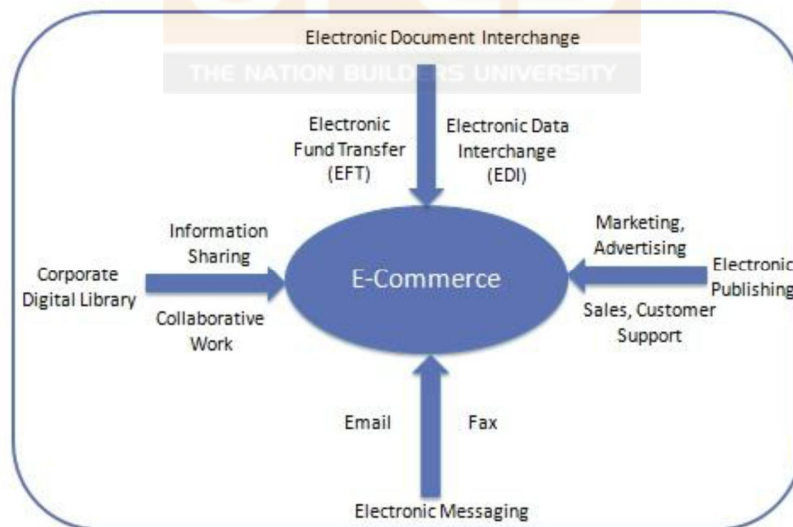 Electronic Document Interchange
THE NATION BUILDERS UNIVERSITY
Electronic
Fund Transfer
(EFT)
Electronic Data
Interchange
(EDI)
Information
Sharing
Marketing,
Advertising
Corporate
Digital Library
E-Commerce
Electronic
Publishing
Collaborative
Work
Sales, Customer
Support
Email
Fax
Electronic Messaging